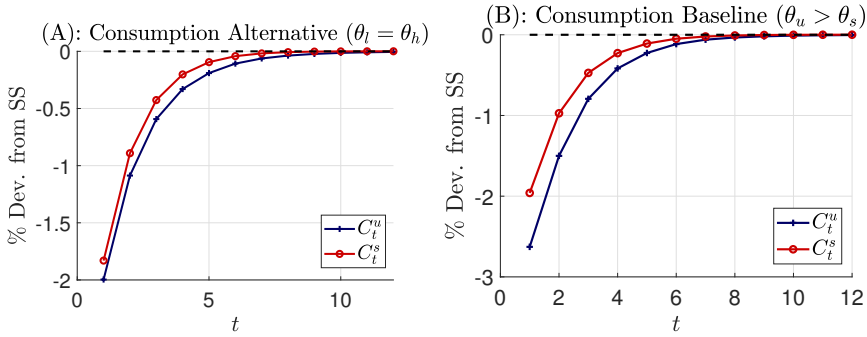 (A): Consumption Alternative (θ_l = θ_h)
% Dev. from SS
0
-0.5
-1
-1.5
-2
0
5
10
t
C_t^u
C_t^s
(B): Consumption Baseline (θ_u > θ_s)
% Dev. from SS
0
-1
-2
-3
0
2
4
6
8
10
12
t
C_t^u
C_t^s